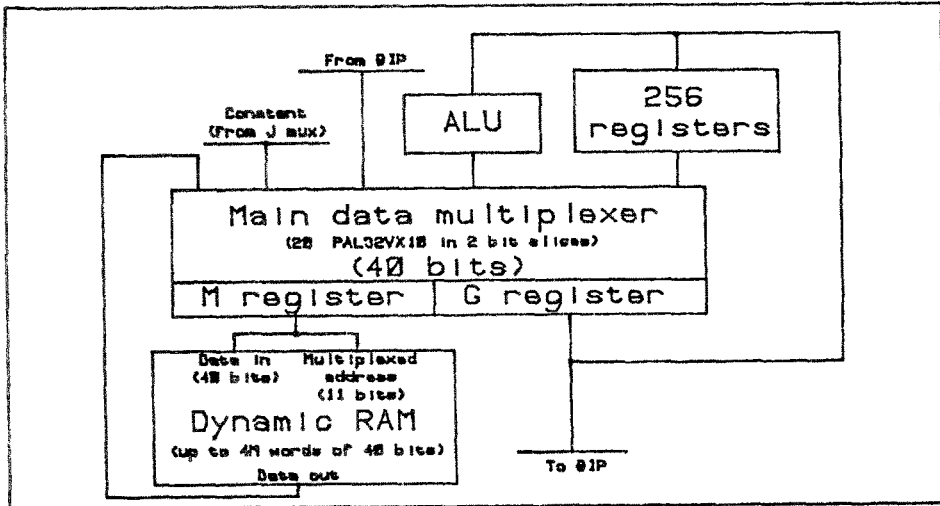 From BIP
Constant
(From J mux)
ALU
256
registers
Main data multiplexer
(20 PAL32VX10 in 2 bit slices)
(40 bits)
M register
G register
Data in
(40 bits)
Multiplexed
address
(11 bits)
Dynamic RAM
(up to 4M words of 40 bits)
Data out
To BIP